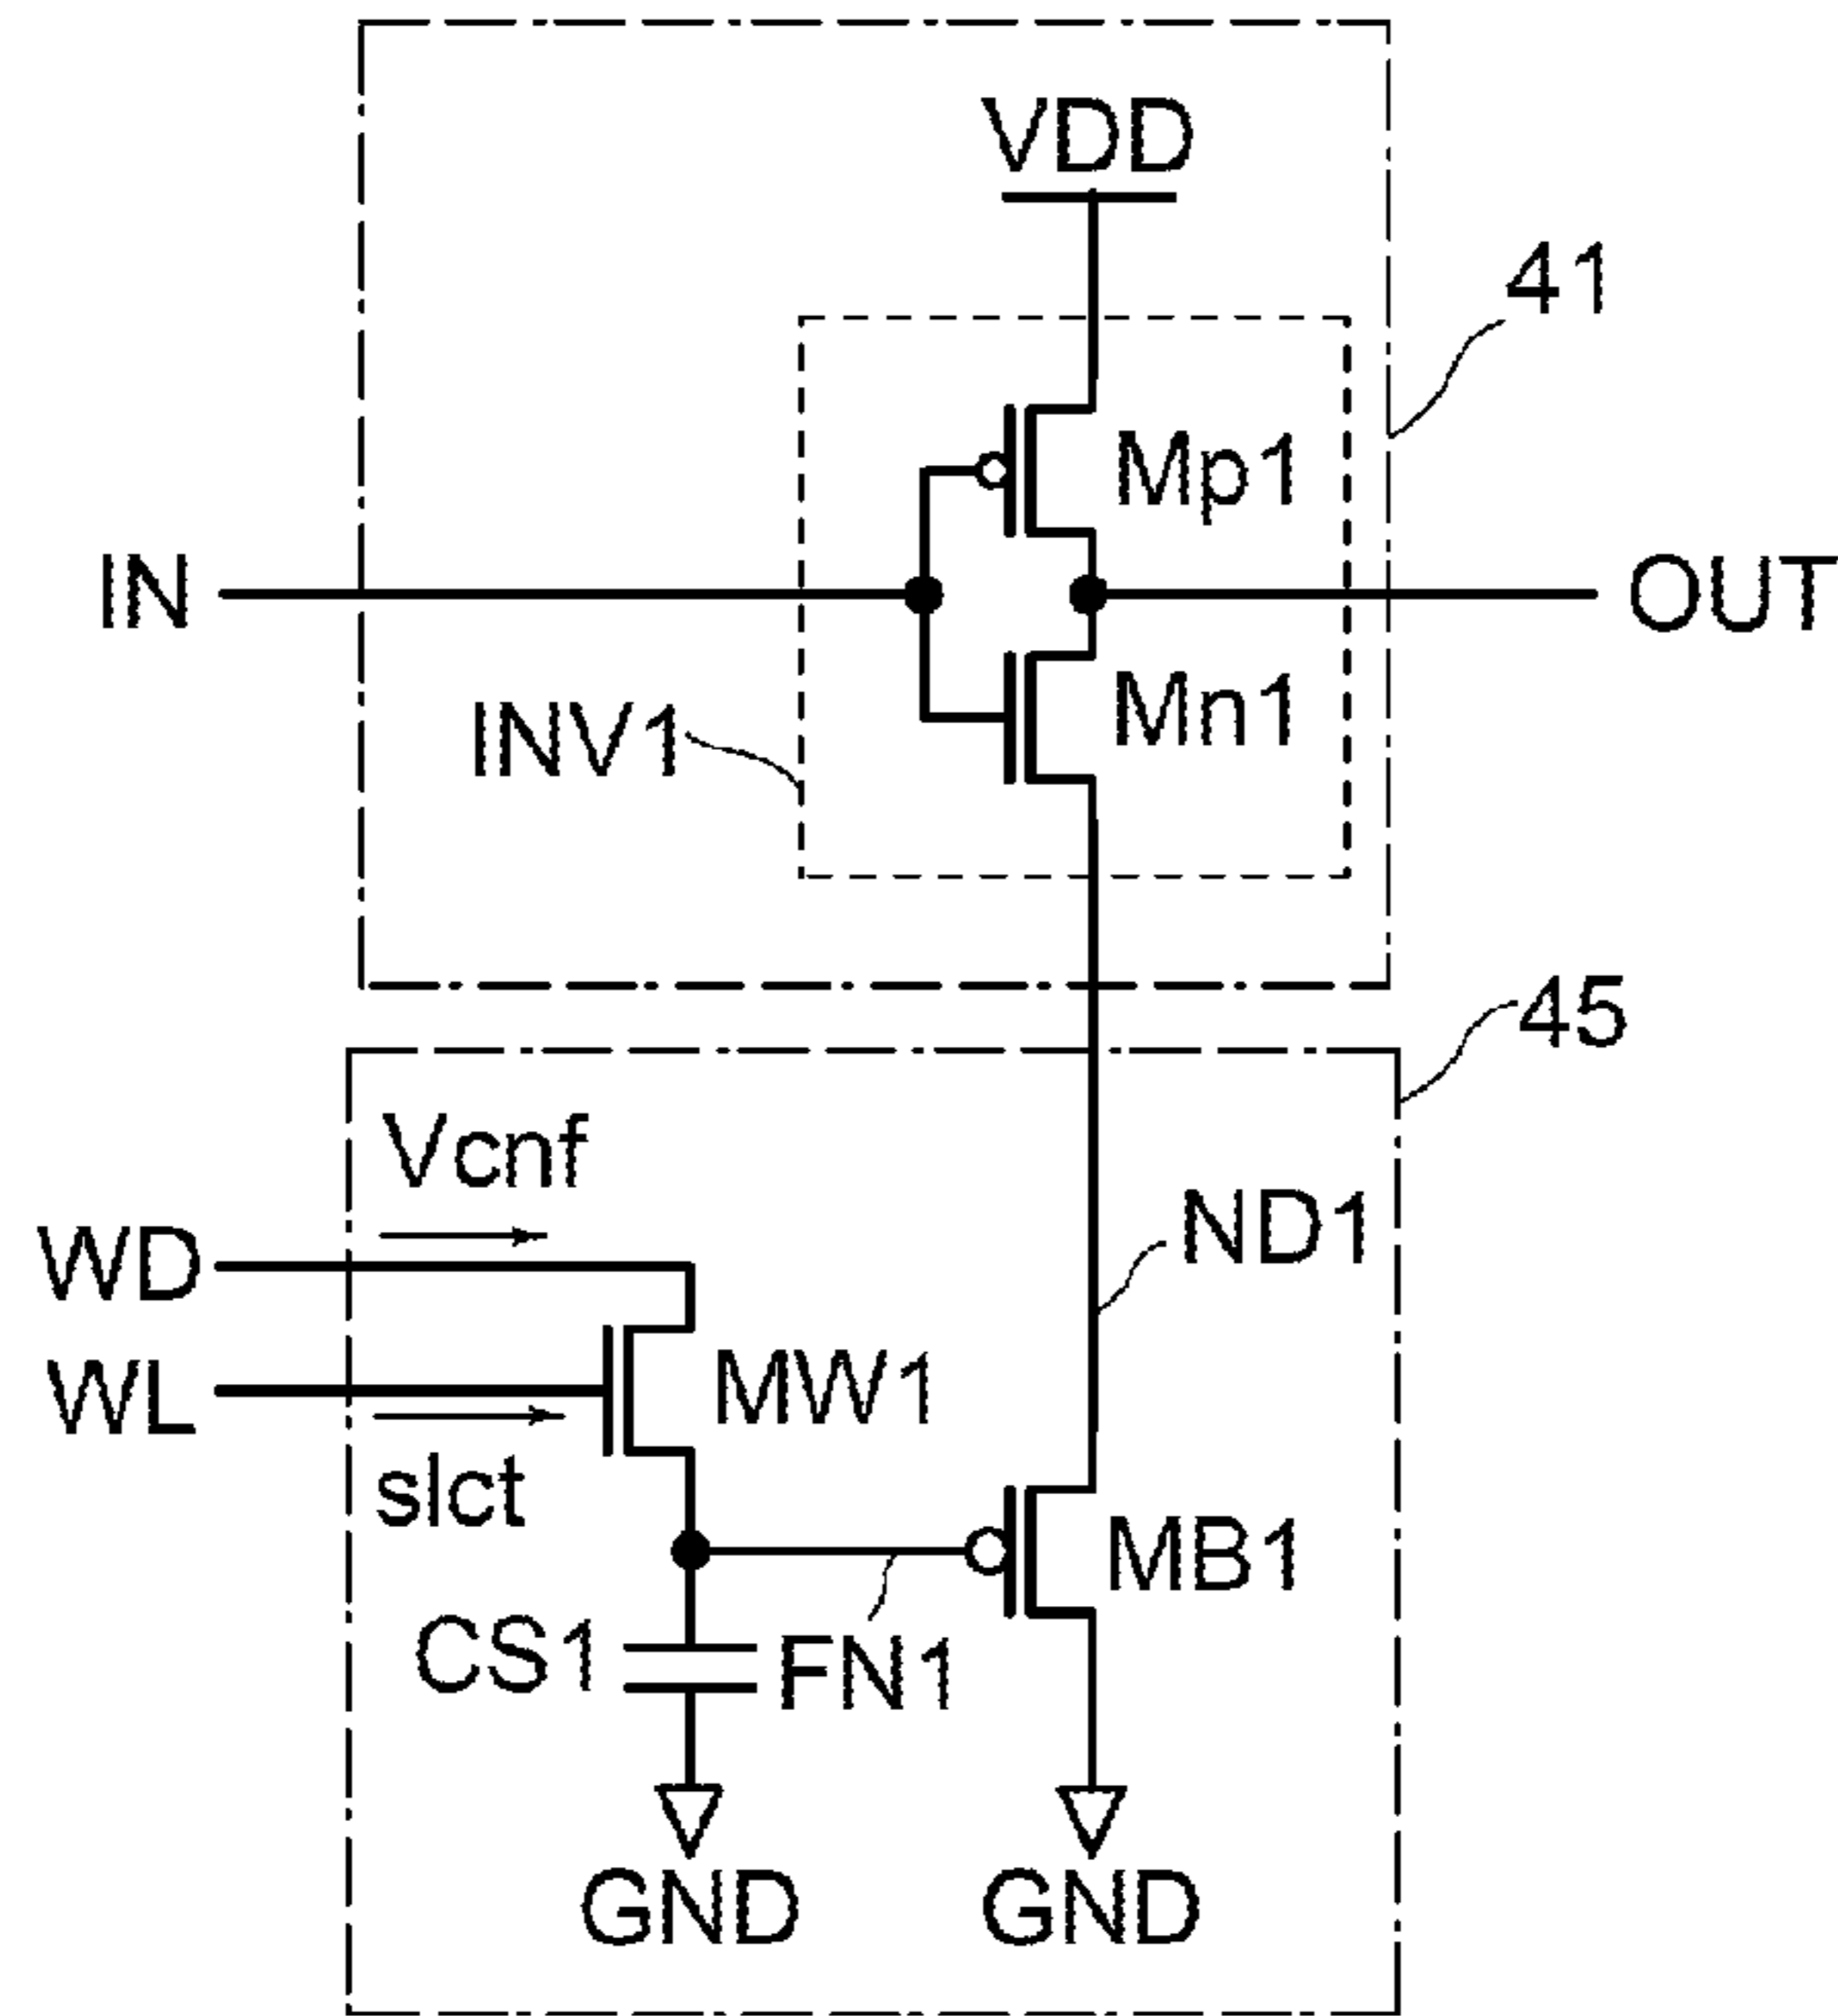 VDD
41
Mp1
IN
OUT
Mn1
INV1
45
Vcnf
ND1
WD
WL
MW1
slct
MB1
CS1
FN1
GND
GND